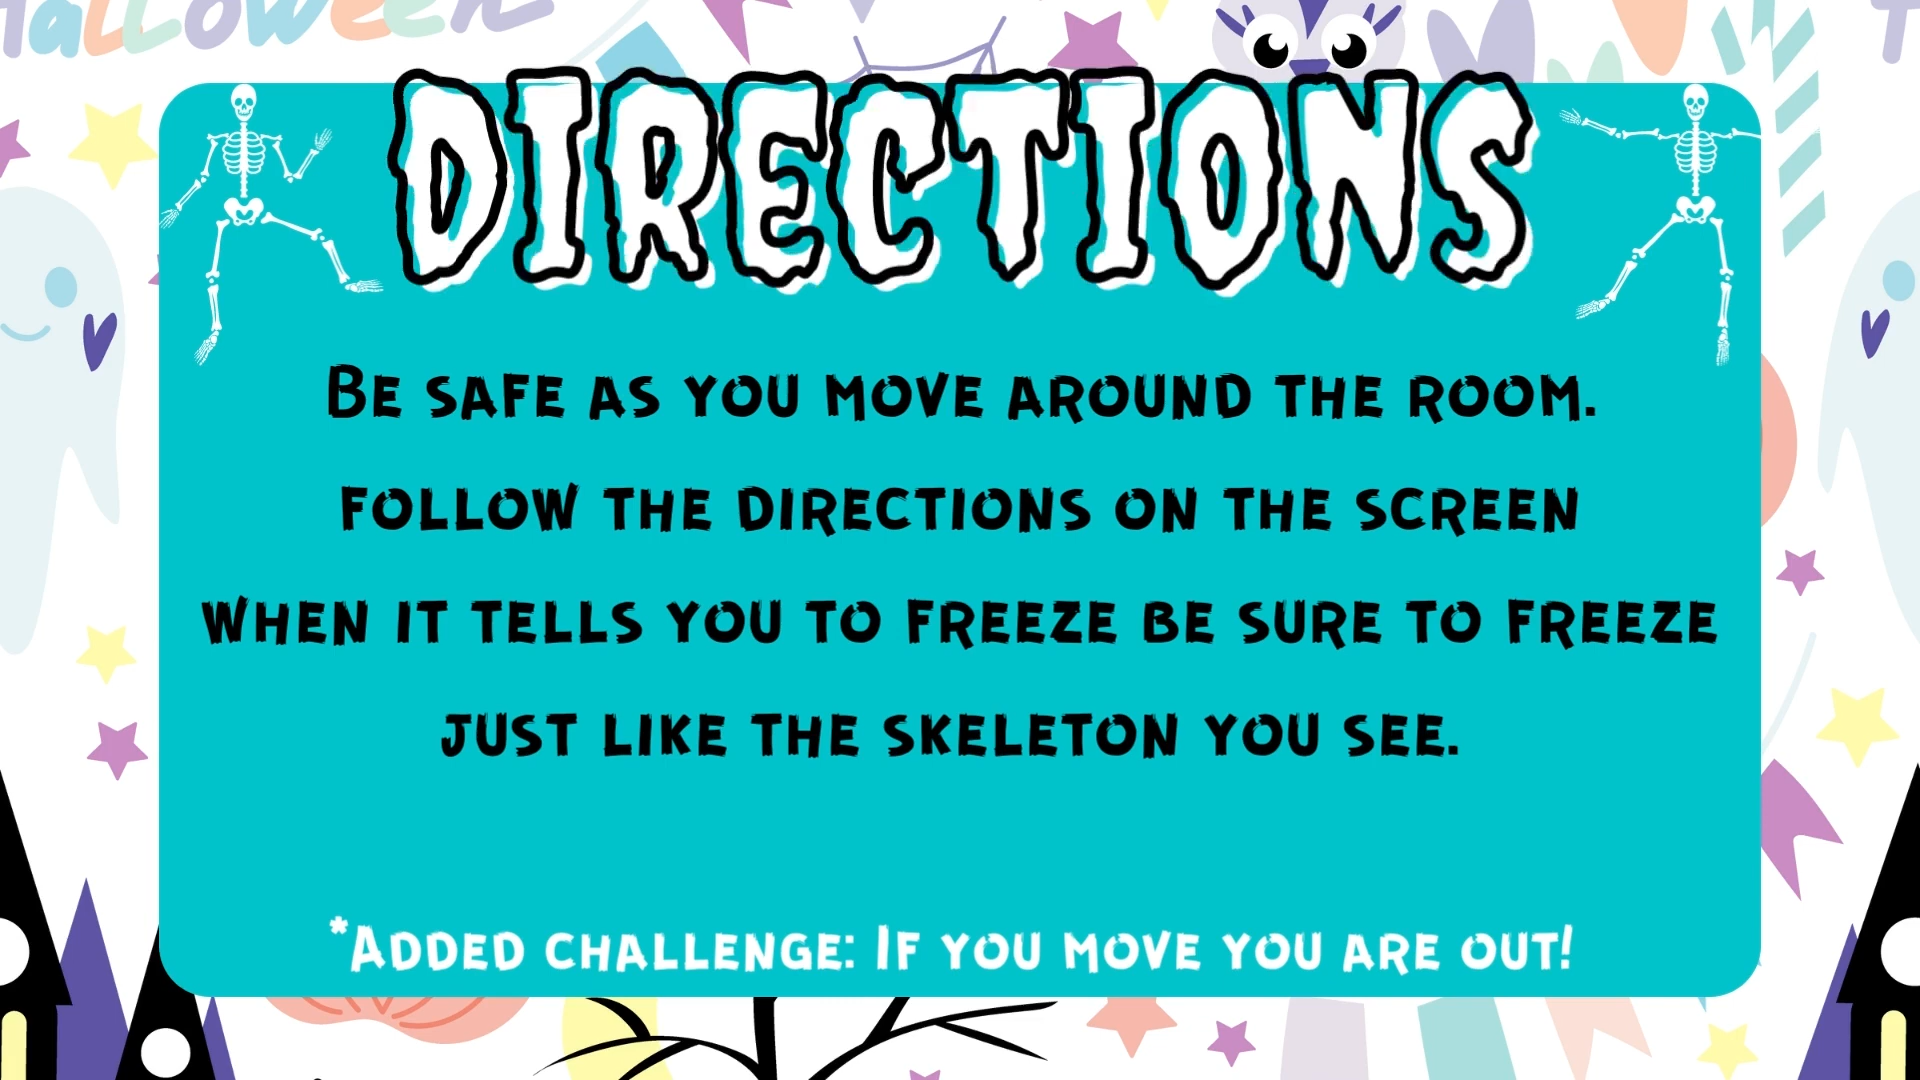 Halloween
DIRECTIONS
BE SAFE AS YOU MOVE AROUND THE ROOM.
FOLLOW THE DIRECTIONS ON THE SCREEN
WHEN IT TELLS YOU TO FREEZE BE SURE TO FREEZE
JUST LIKE THE SKELETON YOU SEE.
*ADDED CHALLENGE: IF YOU MOVE YOU ARE OUT!